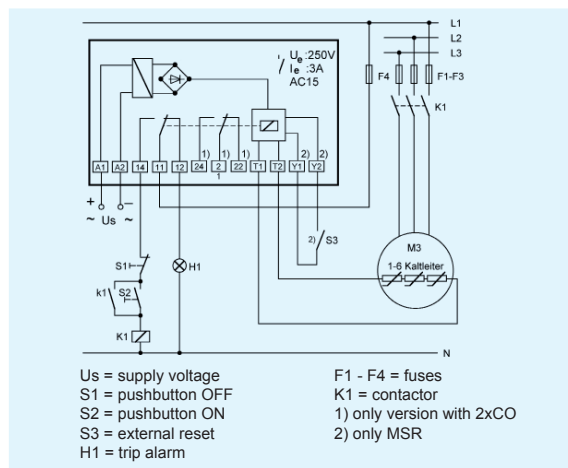 L1
L2
L3
Ue :250V
Ie :3A
AC15
F4
F1-F3
K1
1) 1) 1) 2) 2)
A1 A2 14 11 12 24 2 22 T1 T2 Y1 Y2
1
+ –
~ Us ~
2) S3
M3
1-6 Kaltleiter
S1
H1
k1 S2
K1
N
Us = supply voltage
S1 = pushbutton OFF
S2 = pushbutton ON
S3 = external reset
H1 = trip alarm
F1 - F4 = fuses
K1 = contactor
1) only version with 2xCO
2) only MSR